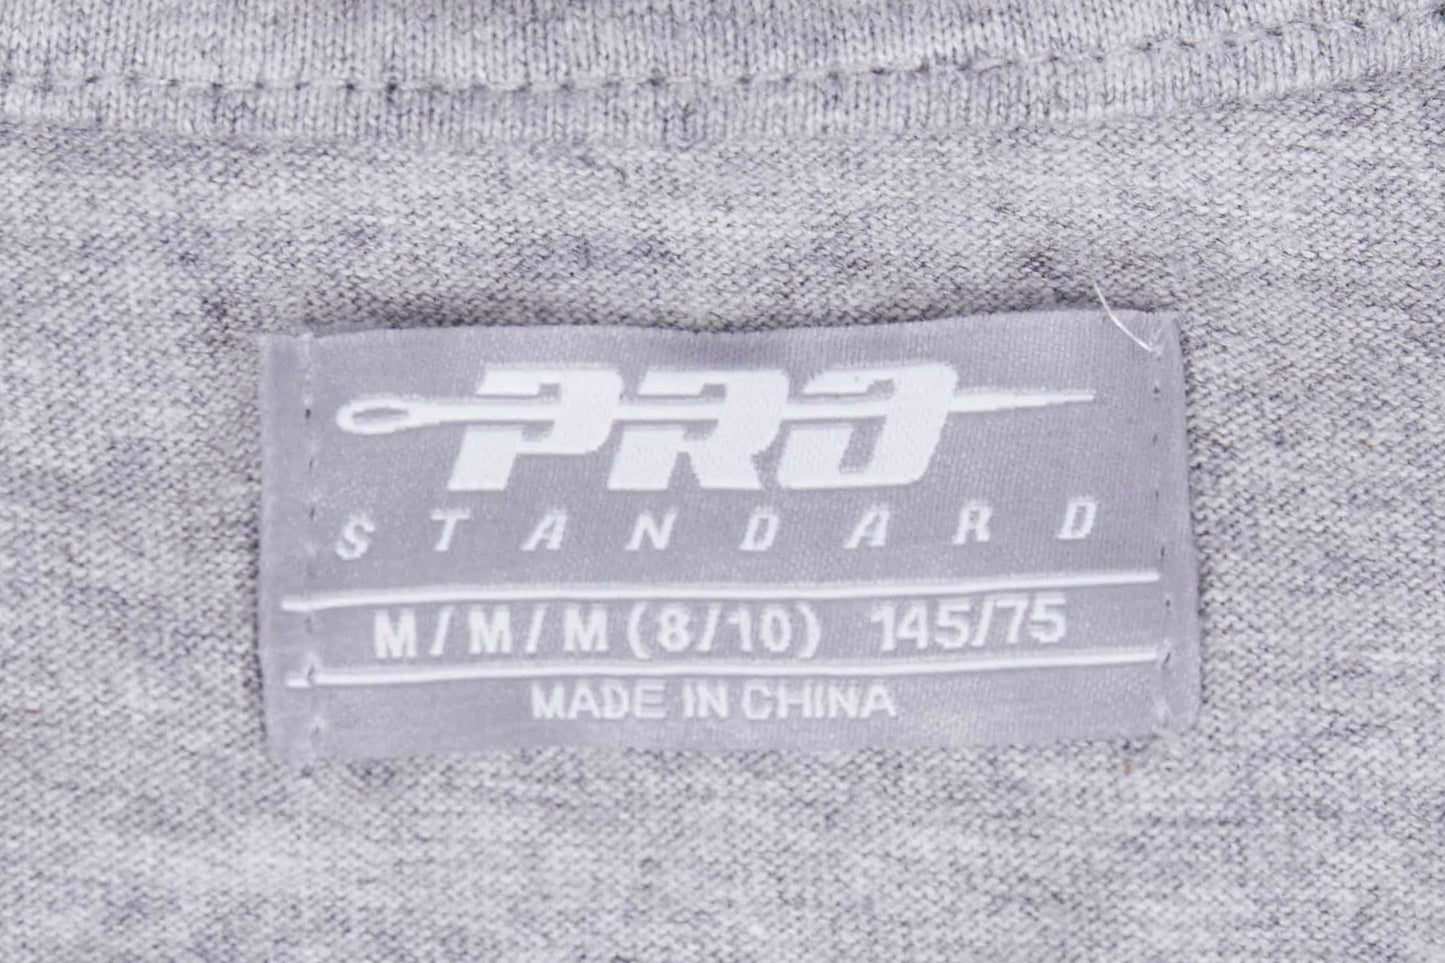 PRO
STANDARD
M/M/M (8/10) 145/75
MADE IN CHINA